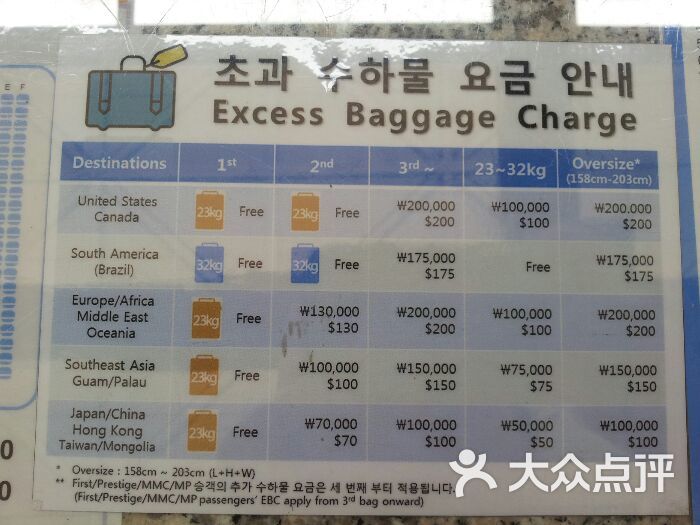 초과 수하물 요금 안내
Excess Baggage Charge
Destinations 1st 2nd 3rd ~ 23~32kg Oversize*
(158cm-203cm)
United States
Canada
23kg Free 23kg Free ₩200,000
$200
₩100,000
$100
₩200.000
$200
South America
(Brazil)
32kg Free 32kg Free ₩175,000
$175
Free
₩175,000
$175
Europe/Africa
Middle East
Oceania
23kg Free ₩130,000
$130
₩200,000
$200
₩100,000
$100
₩200,000
$200
Southeast Asia
Guam/Palau
23kg Free ₩100,000
$100
₩150,000
$150
₩75,000
$75
₩150,000
$150
Japan/China
Hong Kong
Taiwan/Mongolia
23kg Free ₩70,000
$70
₩100,000
$100
₩50,000
$50
₩100,000
$100
* Oversize : 158cm ~ 203cm (L+H+W)
** First/Prestige/MMC/MP 승객의 추가 수하물 요금은 세 번째 부터 적용됩니다.
(First/Prestige/MMC/MP passengers' EBC apply from 3rd bag onward)
E F
0
0
大众点评